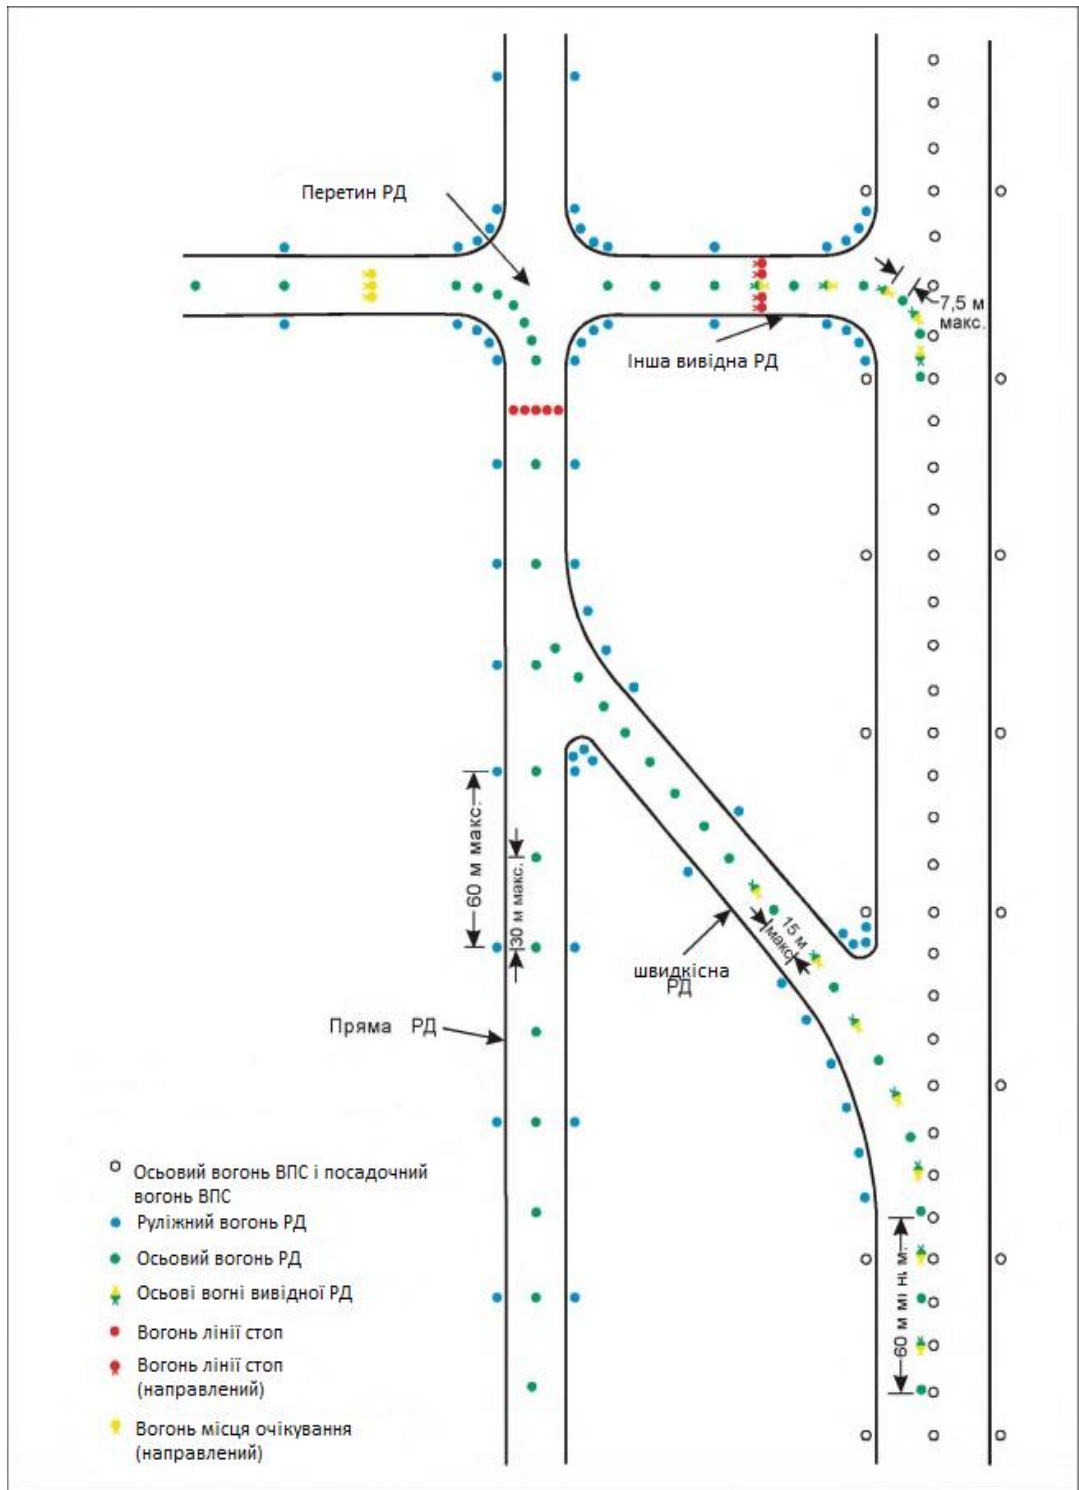 Перетин РД
7,5 м
макс.
Інша вивідна РД
60 м макс.
30 м макс.
15 м
макс.
швидкісна
РД
Пряма РД
60 м мінім.
Осьовий вогонь ВПС і посадочний
вогонь ВПС
Руліжний вогонь РД
Осьовий вогонь РД
Осьові вогні вивідної РД
Вогонь лінії стоп
Вогонь лінії стоп
(направлений)
Вогонь місця очікування
(направлений)